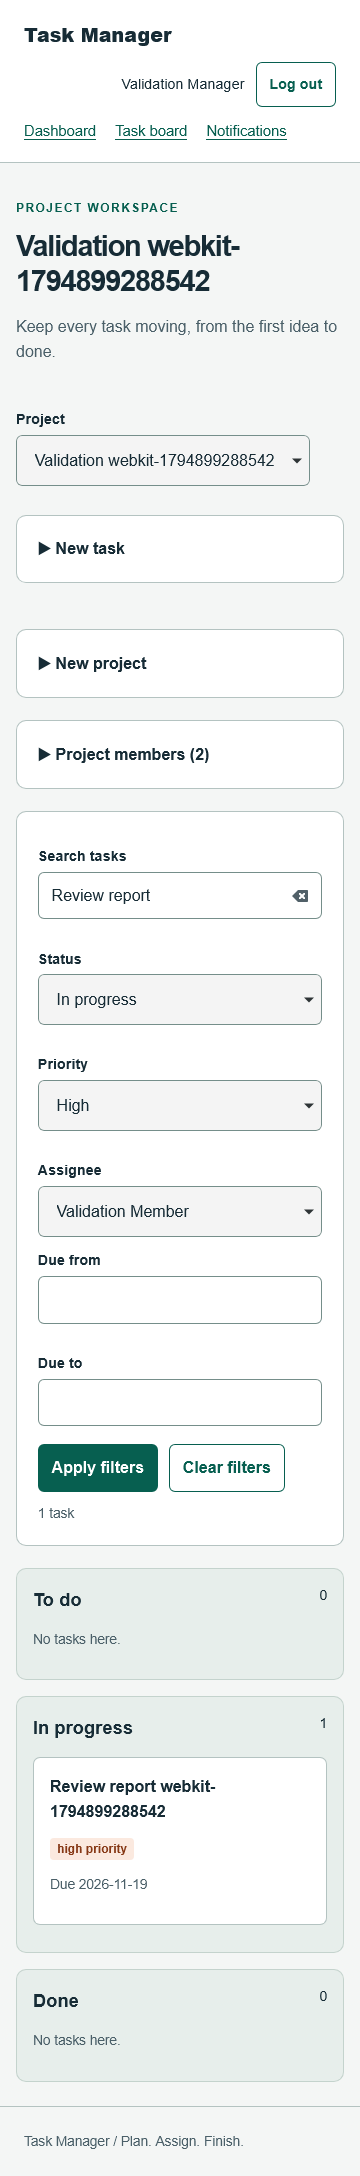 Task Manager
Validation Manager
Log out
Dashboard Task board Notifications
PROJECT WORKSPACE
Validation webkit-
1794899288542
Keep every task moving, from the first idea to
done.
Project
Validation webkit-1794899288542
▶ New task
▶ New project
▶ Project members (2)
Search tasks
Review report
Status
In progress
Priority
High
Assignee
Validation Member
Due from
Due to
Apply filters Clear filters
1 task
To do 0
No tasks here.
In progress 1
Review report webkit-
1794899288542
high priority
Due 2026-11-19
Done 0
No tasks here.
Task Manager / Plan. Assign. Finish.